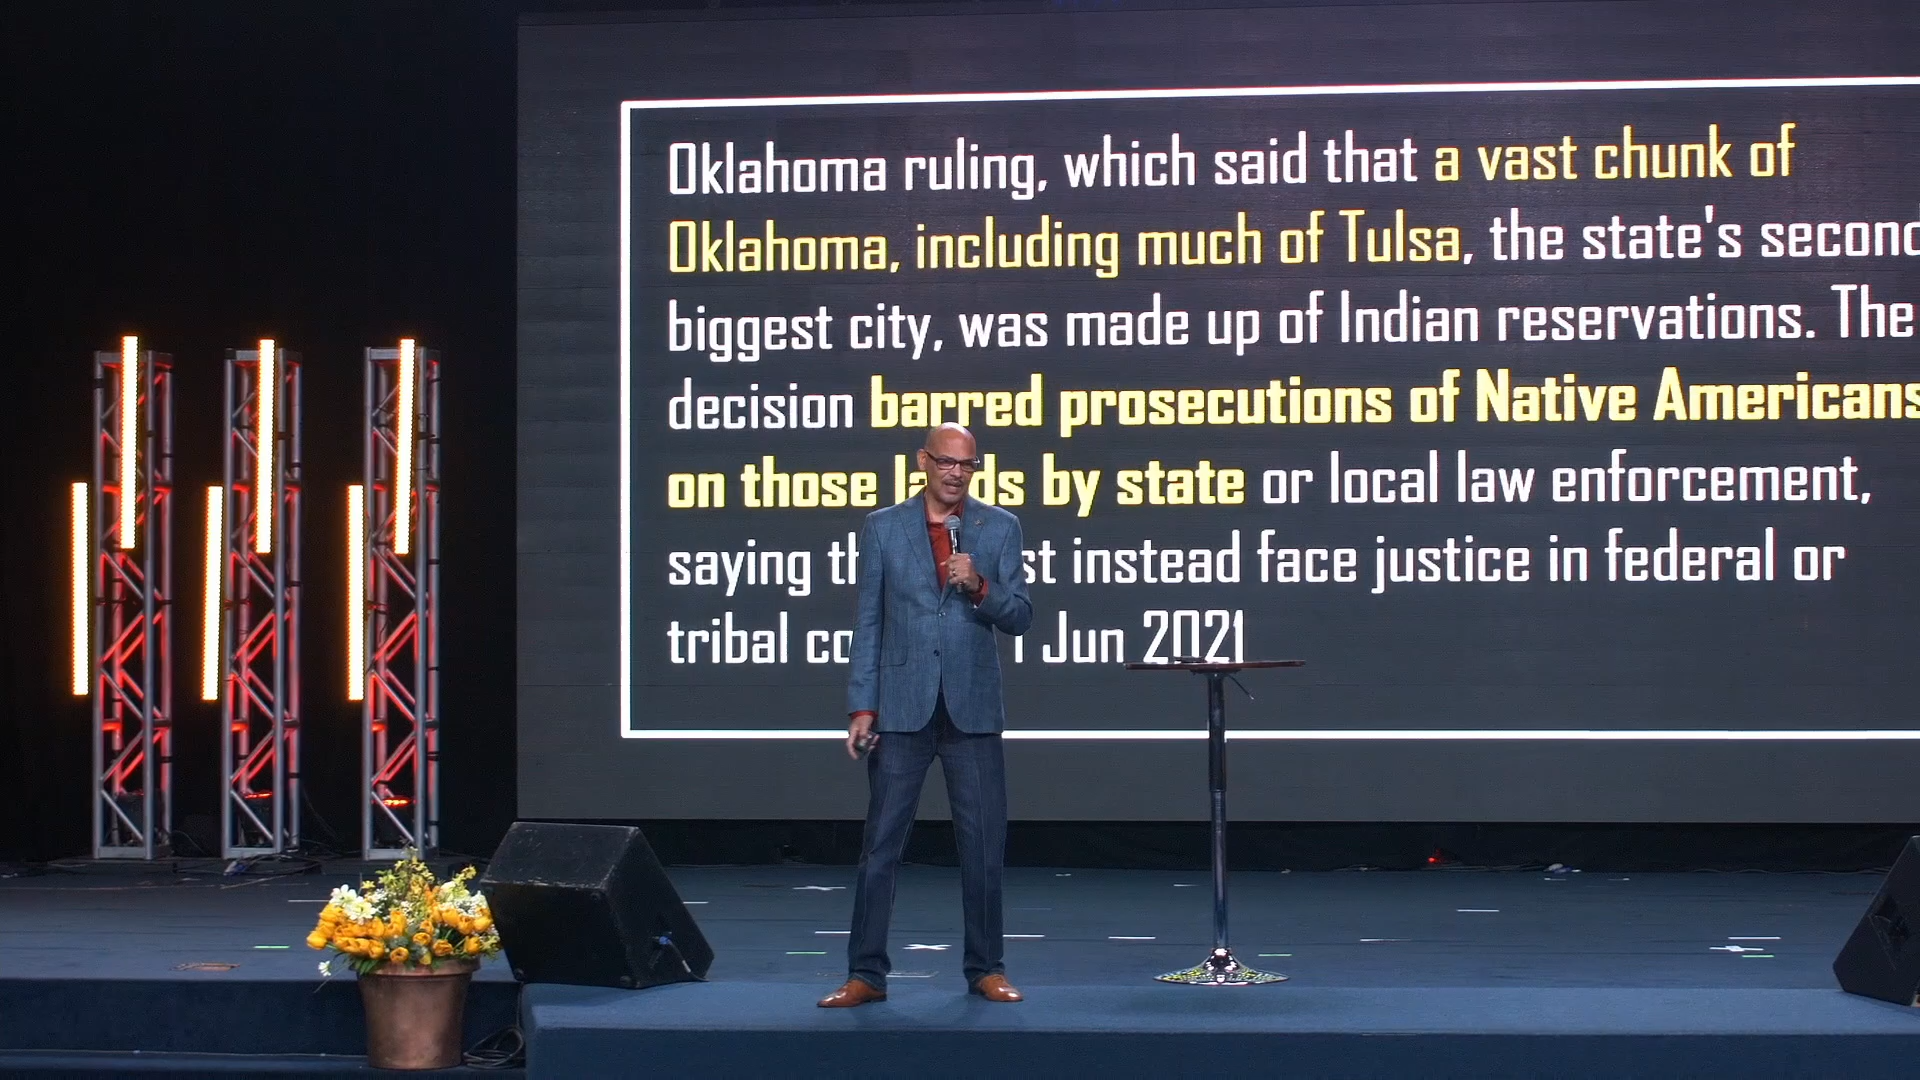 Oklahoma ruling, which said that a vast chunk of
Oklahoma, including much of Tulsa, the state's second
biggest city, was made up of Indian reservations. The
decision barred prosecutions of Native Americans
on those lands by state or local law enforcement,
saying instead face justice in federal or
tribal Jun 2021